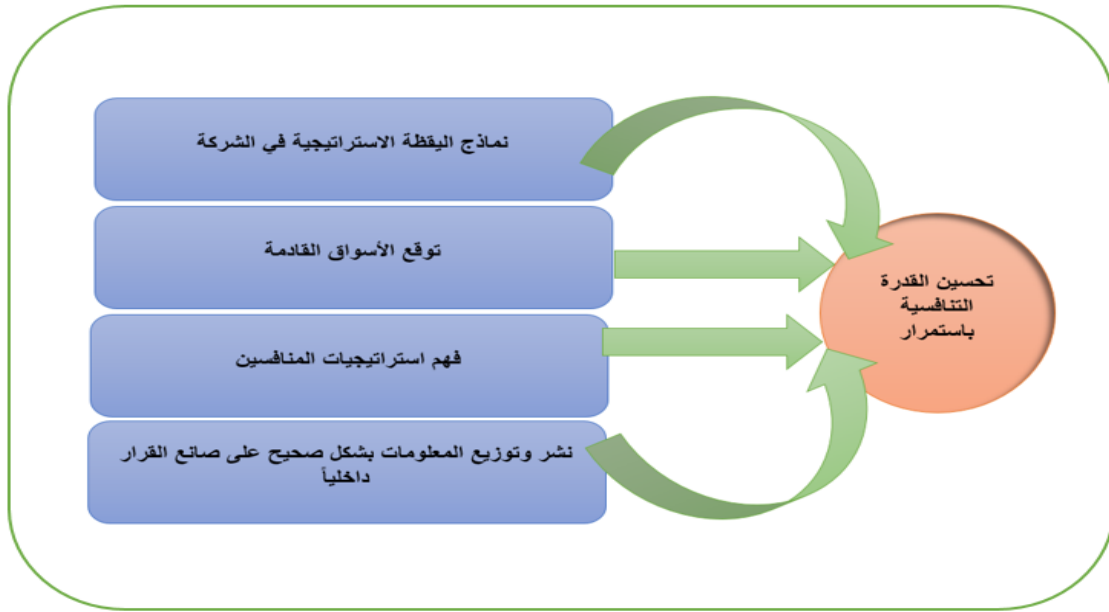 نماذج اليقظة الاستراتيجية في الشركة
توقع الأسواق القادمة
فهم استراتيجيات المنافسين
نشر وتوزيع المعلومات بشكل صحيح على صانع القرار
داخلياً
تحسين القدرة
التنافسية
باستمرار